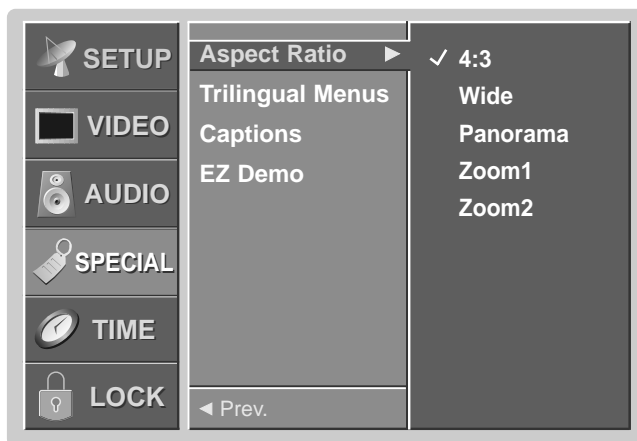 SETUP
VIDEO
AUDIO
SPECIAL
TIME
LOCK
Aspect Ratio ►
Trilingual Menus
Captions
EZ Demo
◄ Prev.
✓ 4:3
Wide
Panorama
Zoom1
Zoom2